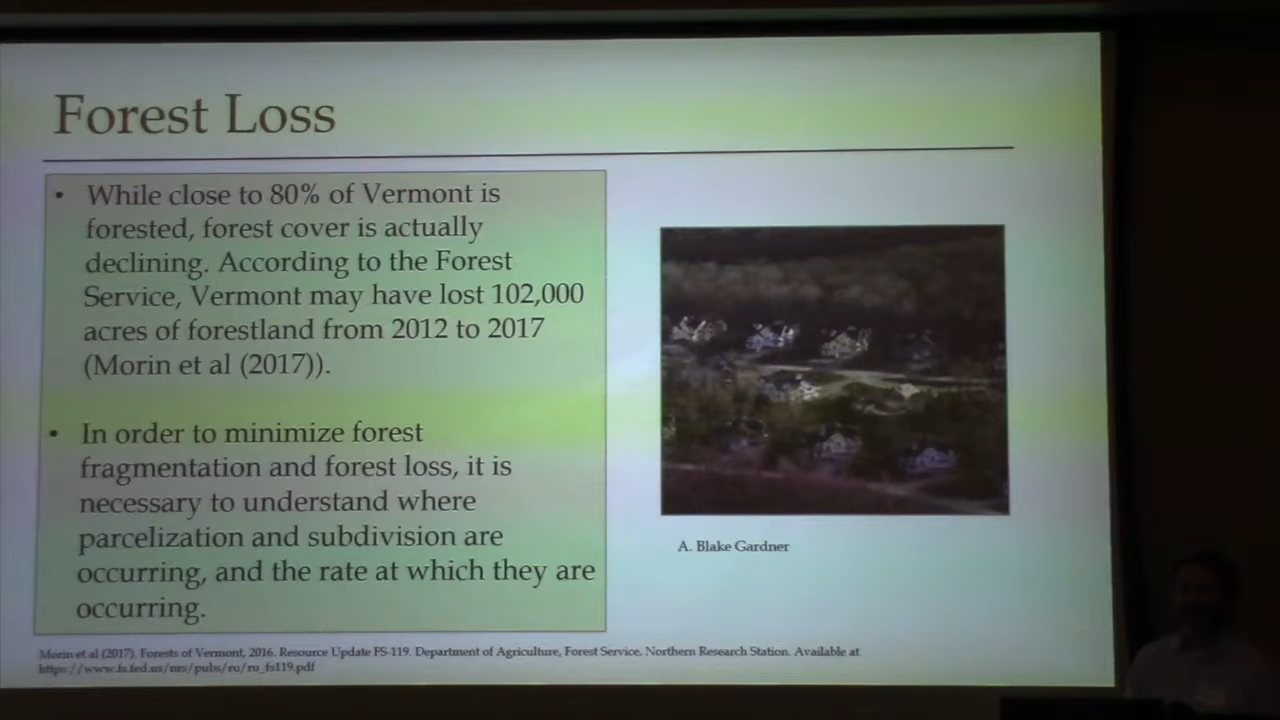 Forest Loss
• While close to 80% of Vermont is
forested, forest cover is actually
declining. According to the Forest
Service, Vermont may have lost 102,000
acres of forestland from 2012 to 2017
(Morin et al (2017)).
• In order to minimize forest
fragmentation and forest loss, it is
necessary to understand where
parcelization and subdivision are
occurring, and the rate at which they are
occurring.
A. Blake Gardner
Morin et al (2017). Forests of Vermont, 2016. Resource Update FS-119. Department of Agriculture, Forest Service, Northern Research Station. Available at
https://www.fs.fed.us/nrs/pubs/ru/ru_fs119.pdf